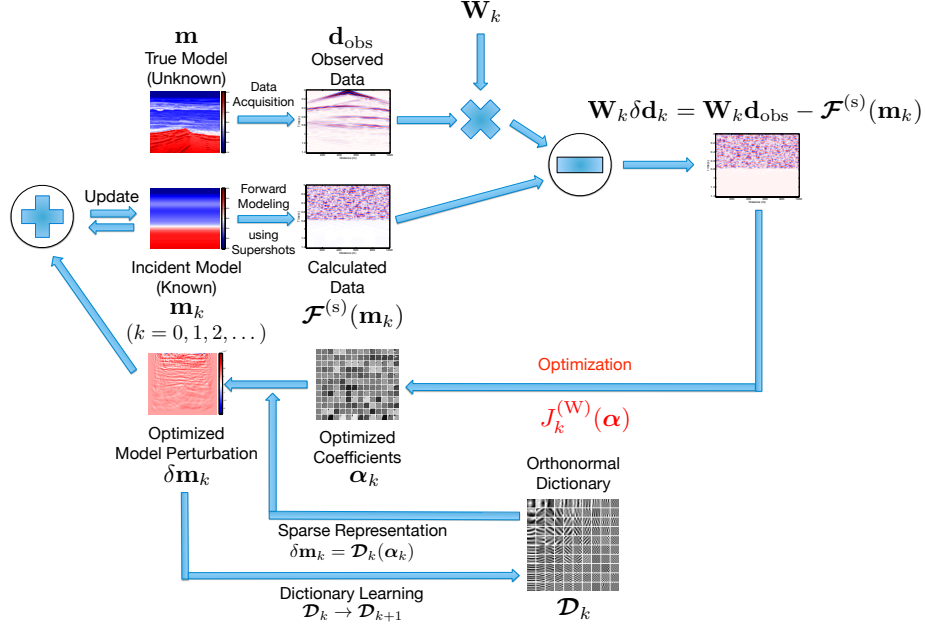 W_k
m
True Model
(Unknown)
Data
Acquisition
d_obs
Observed
Data
W_k δd_k = W_k d_obs − 𝓕^(s)(m_k)
Update
Forward
Modeling
using
Supershots
Incident Model
(Known)
m_k
(k = 0, 1, 2, . . . )
Calculated
Data
𝓕^(s)(m_k)
Optimization
J_k^(W)(α)
Optimized
Model Perturbation
δm_k
Optimized
Coefficients
α_k
Orthonormal
Dictionary
𝓓_k
Sparse Representation
δm_k = 𝓓_k(α_k)
Dictionary Learning
𝓓_k → 𝓓_{k+1}